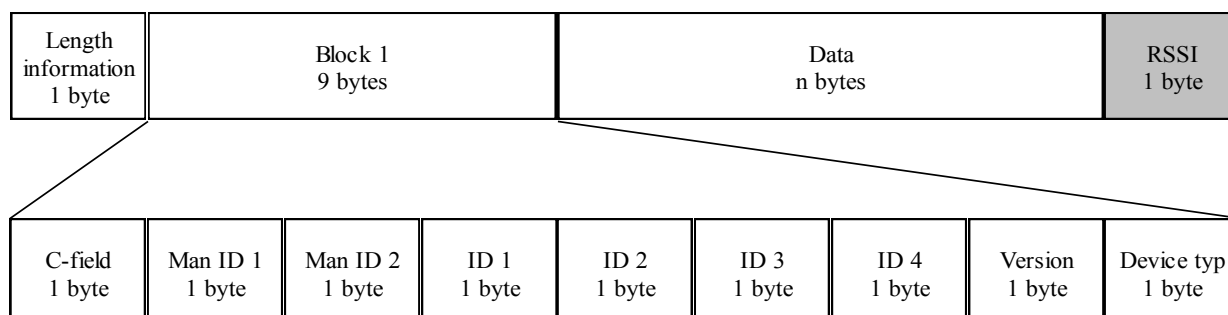 Length
information
1 byte
Block 1
9 bytes
Data
n bytes
RSSI
1 byte
C-field
1 byte
Man ID 1
1 byte
Man ID 2
1 byte
ID 1
1 byte
ID 2
1 byte
ID 3
1 byte
ID 4
1 byte
Version
1 byte
Device typ
1 byte